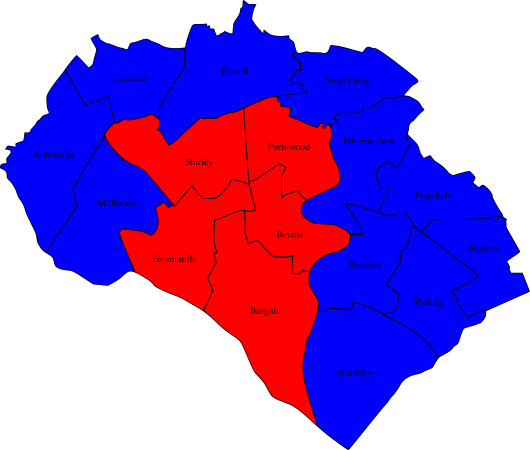 Bassett
Coxford
Swaythling
Bitterne Park
Portswood
Redbridge
Shirley
Harefield
Millbrook
Bevois
Bitterne
Freemantle
Peartree
Sholing
Bargate
Woolston